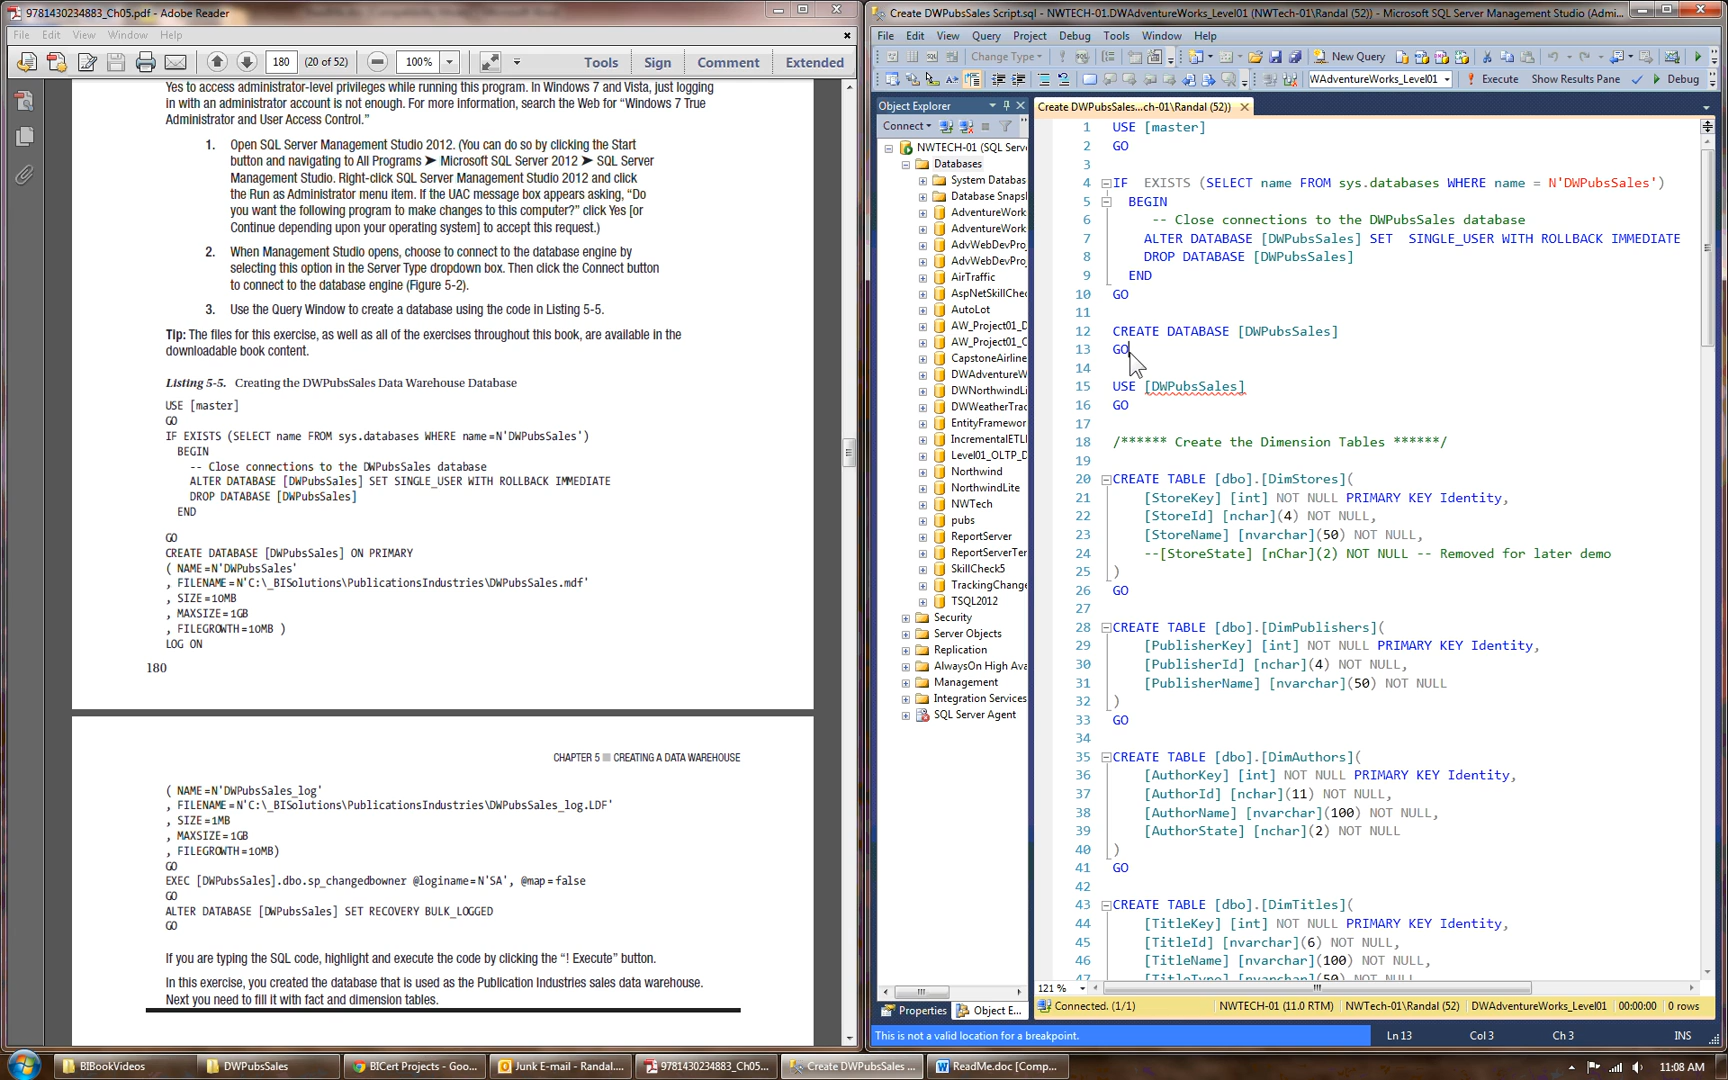 9781430234883_Ch05.pdf - Adobe Reader
File Edit View Window Help
180 (20 of 52) 100% Tools Sign Comment Extended
Yes to access administrator-level privileges while running this program. In Windows 7 and Vista, just logging
in with an administrator account is not enough. For more information, search the Web for “Windows 7 True
Administrator and User Access Control.”
1. Open SQL Server Management Studio 2012. (You can do so by clicking the Start
button and navigating to All Programs ➤ Microsoft SQL Server 2012 ➤ SQL Server
Management Studio. Right-click SQL Server Management Studio 2012 and click
the Run as Administrator menu item. If the UAC message box appears asking, “Do
you want the following program to make changes to this computer?” click Yes [or
Continue depending upon your operating system] to accept this request.)
2. When Management Studio opens, choose to connect to the database engine by
selecting this option in the Server Type dropdown box. Then click the Connect button
to connect to the database engine (Figure 5-2).
3. Use the Query Window to create a database using the code in Listing 5-5.
Tip: The files for this exercise, as well as all of the exercises throughout this book, are available in the
downloadable book content.
Listing 5-5. Creating the DWPubsSales Data Warehouse Database
USE [master]
GO
IF EXISTS (SELECT name FROM sys.databases WHERE name=N'DWPubsSales')
BEGIN
-- Close connections to the DWPubsSales database
ALTER DATABASE [DWPubsSales] SET SINGLE_USER WITH ROLLBACK IMMEDIATE
DROP DATABASE [DWPubsSales]
END
GO
CREATE DATABASE [DWPubsSales] ON PRIMARY
( NAME=N'DWPubsSales'
, FILENAME=N'C:\_BISolutions\PublicationsIndustries\DWPubsSales.mdf'
, SIZE=10MB
, MAXSIZE=1GB
, FILEGROWTH=10MB )
LOG ON
180
CHAPTER 5 ■ CREATING A DATA WAREHOUSE
( NAME=N'DWPubsSales_log'
, FILENAME=N'C:\_BISolutions\PublicationsIndustries\DWPubsSales_log.LDF'
, SIZE=1MB
, MAXSIZE=1GB
, FILEGROWTH=10MB)
GO
EXEC [DWPubsSales].dbo.sp_changedbowner @loginame=N'SA', @map=false
GO
ALTER DATABASE [DWPubsSales] SET RECOVERY BULK_LOGGED
GO
If you are typing the SQL code, highlight and execute the code by clicking the “! Execute” button.
In this exercise, you created the database that is used as the Publication Industries sales data warehouse.
Next you need to fill it with fact and dimension tables.
Create DWPubsSales Script.sql - NWTECH-01.DWAdventureWorks_Level01 (NWTech-01\Randal (52)) - Microsoft SQL Server Management Studio (Admi...
File Edit View Query Project Debug Tools Window Help
Change Type New Query
WAdventureWorks_Level01 Execute Show Results Pane Debug
Object Explorer
Connect
NWTECH-01 (SQL Serv
Databases
System Databas
Database Snaps
AdventureWork
AdventureWork
AdvWebDevPro
AdvWebDevPro
AirTraffic
AspNetSkillChec
AutoLot
AW_Project01_D
AW_Project01_C
CapstoneAirline
DWAdventureW
DWNorthwindLi
DWWeatherTrac
EntityFramewor
IncrementalETLI
Level01_OLTP_D
Northwind
NorthwindLite
NWTech
pubs
ReportServer
ReportServerTer
SkillCheck5
TrackingChange
TSQL2012
Security
Server Objects
Replication
AlwaysOn High Ava
Management
Integration Services
SQL Server Agent
Properties Object E...
Create DWPubsSales...ch-01\Randal (52))
1 USE [master]
2 GO
3
4 IF EXISTS (SELECT name FROM sys.databases WHERE name = N'DWPubsSales')
5 BEGIN
6 -- Close connections to the DWPubsSales database
7 ALTER DATABASE [DWPubsSales] SET SINGLE_USER WITH ROLLBACK IMMEDIATE
8 DROP DATABASE [DWPubsSales]
9 END
10 GO
11
12 CREATE DATABASE [DWPubsSales]
13 GO
14
15 USE [DWPubsSales]
16 GO
17
18 /****** Create the Dimension Tables ******/
19
20 CREATE TABLE [dbo].[DimStores](
21 [StoreKey] [int] NOT NULL PRIMARY KEY Identity,
22 [StoreId] [nchar](4) NOT NULL,
23 [StoreName] [nvarchar](50) NOT NULL,
24 --[StoreState] [nChar](2) NOT NULL -- Removed for later demo
25 )
26 GO
27
28 CREATE TABLE [dbo].[DimPublishers](
29 [PublisherKey] [int] NOT NULL PRIMARY KEY Identity,
30 [PublisherId] [nchar](4) NOT NULL,
31 [PublisherName] [nvarchar](50) NOT NULL
32 )
33 GO
34
35 CREATE TABLE [dbo].[DimAuthors](
36 [AuthorKey] [int] NOT NULL PRIMARY KEY Identity,
37 [AuthorId] [nchar](11) NOT NULL,
38 [AuthorName] [nvarchar](100) NOT NULL,
39 [AuthorState] [nchar](2) NOT NULL
40 )
41 GO
42
43 CREATE TABLE [dbo].[DimTitles](
44 [TitleKey] [int] NOT NULL PRIMARY KEY Identity,
45 [TitleId] [nvarchar](6) NOT NULL,
46 [TitleName] [nvarchar](100) NOT NULL,
47 [TitleType] [nvarchar](50) NOT NULL
121 %
Connected. (1/1) NWTECH-01 (11.0 RTM) NWTech-01\Randal (52) DWAdventureWorks_Level01 00:00:00 0 rows
This is not a valid location for a breakpoint. Ln 13 Col 3 Ch 3 INS
BIBookVideos DWPubsSales BICert Projects - Goo... Junk E-mail - Randal... 9781430234883_Ch05... Create DWPubsSales ... ReadMe.doc [Comp... 11:08 AM